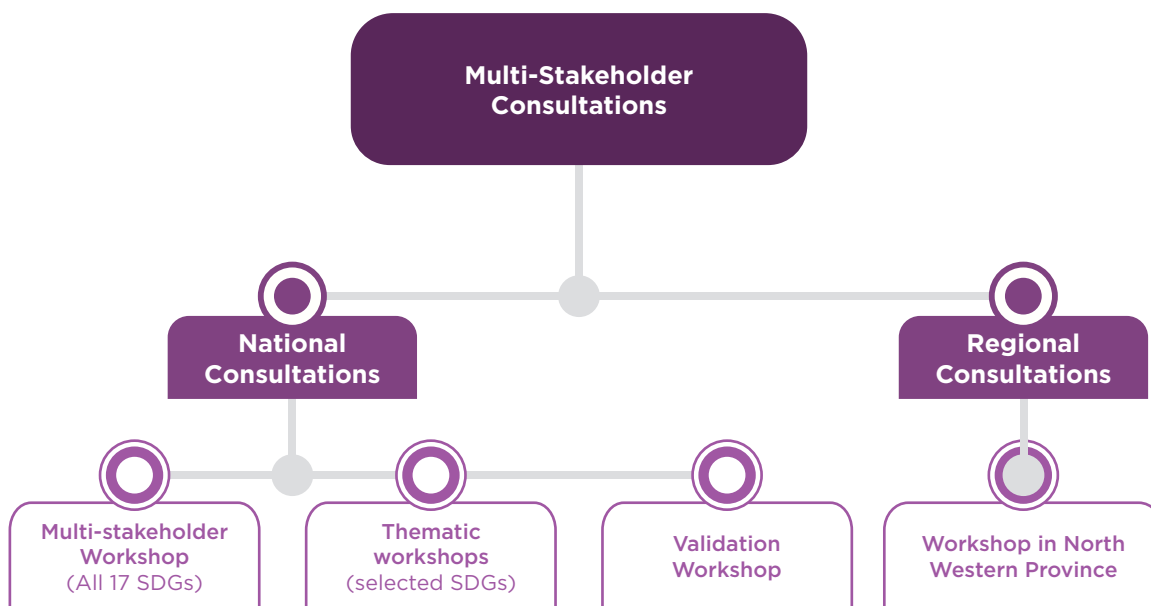 Multi-Stakeholder
Consultations
National
Consultations
Regional
Consultations
Multi-stakeholder
Workshop
(All 17 SDGs)
Thematic
workshops
(selected SDGs)
Validation
Workshop
Workshop in North
Western Province